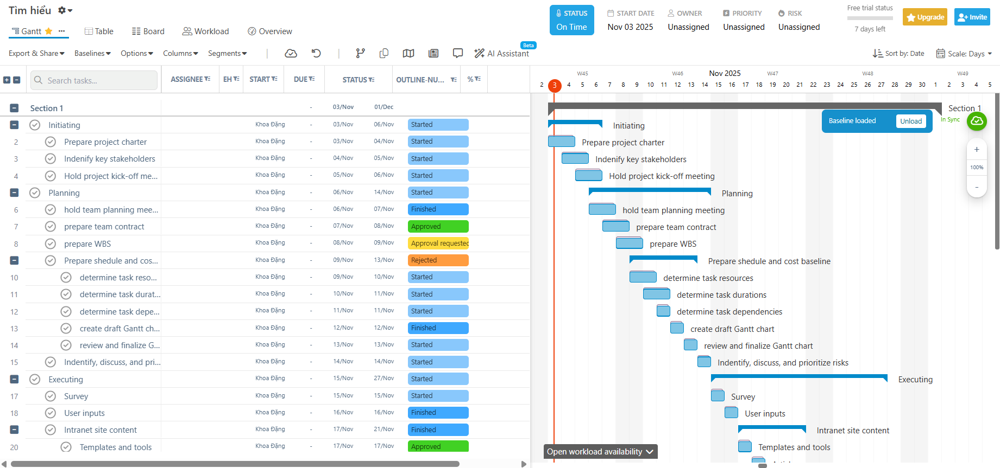 Tìm hiểu
STATUS
On Time
START DATE
Nov 03 2025
OWNER
Unassigned
PRIORITY
Unassigned
RISK
Unassigned
Free trial status
7 days left
Upgrade
Invite
Gantt Table Board Workload Overview
Export & Share Baselines Options Columns Segments AI Assistant Beta
Sort by: Date Scale: Days
Search tasks... ASSIGNEE EH START DUE STATUS OUTLINE-NU... %
W45 W46 Nov 2025 W47 W48 W49
2 3 4 5 6 7 8 9 10 11 12 13 14 15 16 17 18 19 20 21 22 23 24 25 26 27 28 29 30 1 2 3 4 5
Section 1 - 03/Nov 01/Dec
Initiating Khoa Đặng - 03/Nov 06/Nov Started
2 Prepare project charter Khoa Đặng - 03/Nov 04/Nov Started
3 Indenify key stakeholders Khoa Đặng - 04/Nov 05/Nov Started
4 Hold project kick-off me... Khoa Đặng - 05/Nov 06/Nov Started
Planning Khoa Đặng - 06/Nov 14/Nov Started
6 hold team planning mee... Khoa Đặng - 06/Nov 07/Nov Finished
7 prepare team contract Khoa Đặng - 07/Nov 08/Nov Approved
8 prepare WBS Khoa Đặng - 08/Nov 09/Nov Approval requested
Prepare shedule and cos... Khoa Đặng - 09/Nov 13/Nov Rejected
10 determine task reso... Khoa Đặng - 09/Nov 10/Nov Started
11 determine task durat... Khoa Đặng - 10/Nov 11/Nov Started
12 determine task depe... Khoa Đặng - 11/Nov 11/Nov Started
13 create draft Gantt ch... Khoa Đặng - 12/Nov 12/Nov Finished
14 review and finalize G... Khoa Đặng - 13/Nov 13/Nov Started
15 Indentify, discuss, and pri... Khoa Đặng - 14/Nov 14/Nov Started
Executing Khoa Đặng - 15/Nov 27/Nov Started
17 Survey Khoa Đặng - 15/Nov 15/Nov Started
18 User inputs Khoa Đặng - 16/Nov 16/Nov Finished
Intranet site content Khoa Đặng - 17/Nov 21/Nov Finished
20 Templates and tools Khoa Đặng - 17/Nov 17/Nov Approved
Section 1
Baseline loaded Unload
In Sync
+
100%
-
Initiating
Prepare project charter
Indenify key stakeholders
Hold project kick-off meeting
Planning
hold team planning meeting
prepare team contract
prepare WBS
Prepare shedule and cost baseline
determine task resources
determine task durations
determine task dependencies
create draft Gantt chart
review and finalize Gantt chart
Indentify, discuss, and prioritize risks
Executing
Survey
User inputs
Intranet site content
Templates and tools
Open workload availability